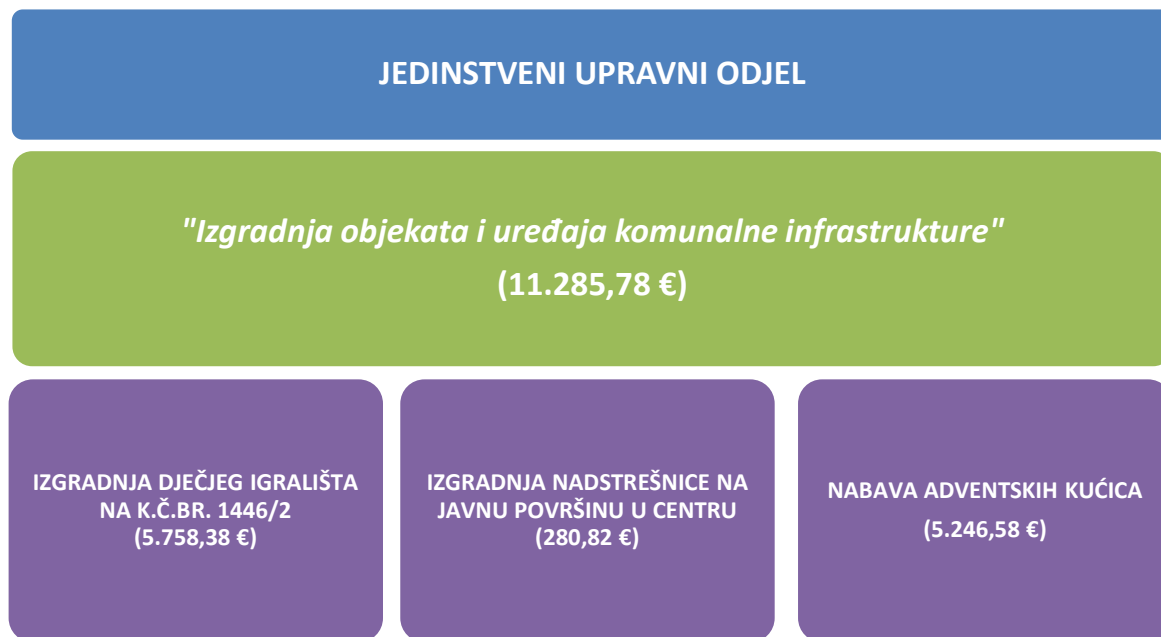 JEDINSTVENI UPRAVNI ODJEL
"Izgradnja objekata i uređaja komunalne infrastrukture"
(11.285,78 €)
IZGRADNJA DJEČJEG IGRALIŠTA
NA K.Č.BR. 1446/2
(5.758,38 €)
IZGRADNJA NADSTREŠNICE NA
JAVNU POVRŠINU U CENTRU
(280,82 €)
NABAVA ADVENTSKIH KUĆICA
(5.246,58 €)